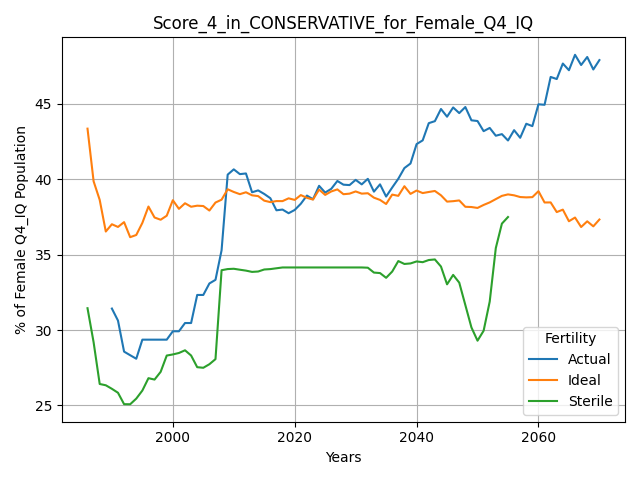 Score_4_in_CONSERVATIVE_for_Female_Q4_IQ
% of Female Q4_IQ Population
45
40
35
30
25
2000 2020 2040 2060
Years
Fertility
Actual
Ideal
Sterile